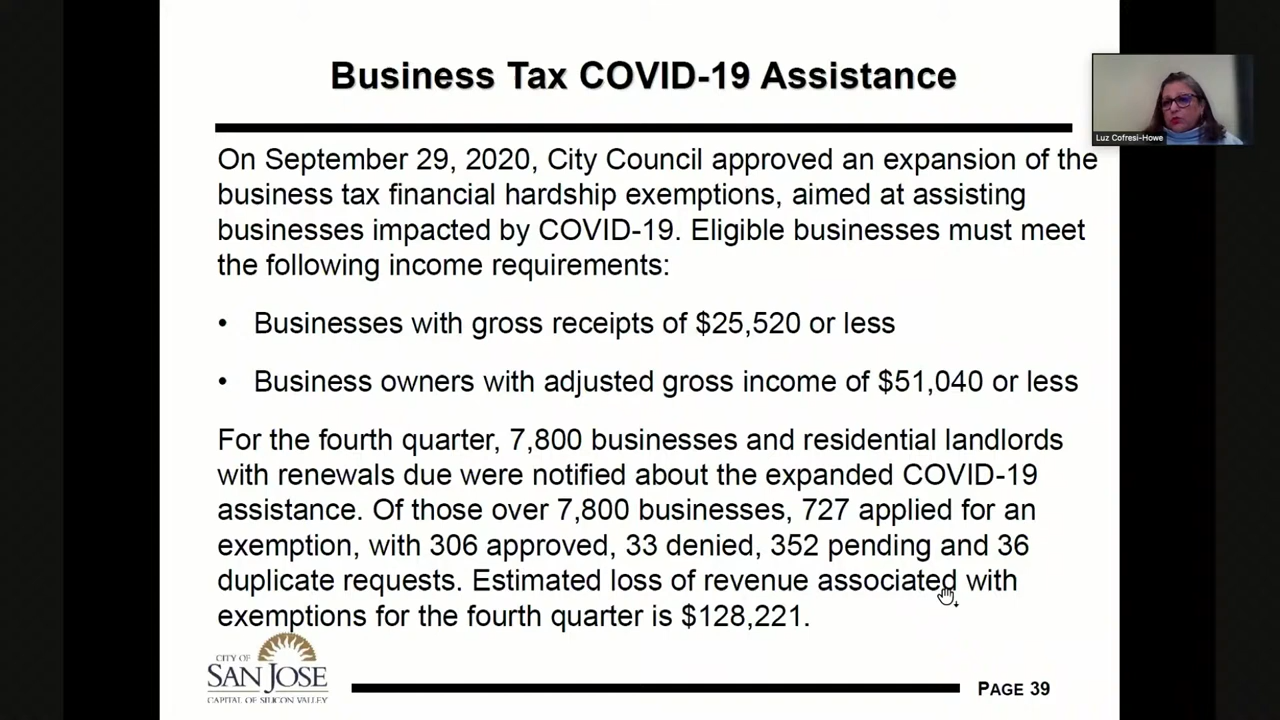 Business Tax COVID-19 Assistance
Luz Cofresi-Howe
On September 29, 2020, City Council approved an expansion of the
business tax financial hardship exemptions, aimed at assisting
businesses impacted by COVID-19. Eligible businesses must meet
the following income requirements:
• Businesses with gross receipts of $25,520 or less
• Business owners with adjusted gross income of $51,040 or less
For the fourth quarter, 7,800 businesses and residential landlords
with renewals due were notified about the expanded COVID-19
assistance. Of those over 7,800 businesses, 727 applied for an
exemption, with 306 approved, 33 denied, 352 pending and 36
duplicate requests. Estimated loss of revenue associated with
exemptions for the fourth quarter is $128,221.
CITY OF
SAN JOSE
CAPITAL OF SILICON VALLEY
PAGE 39